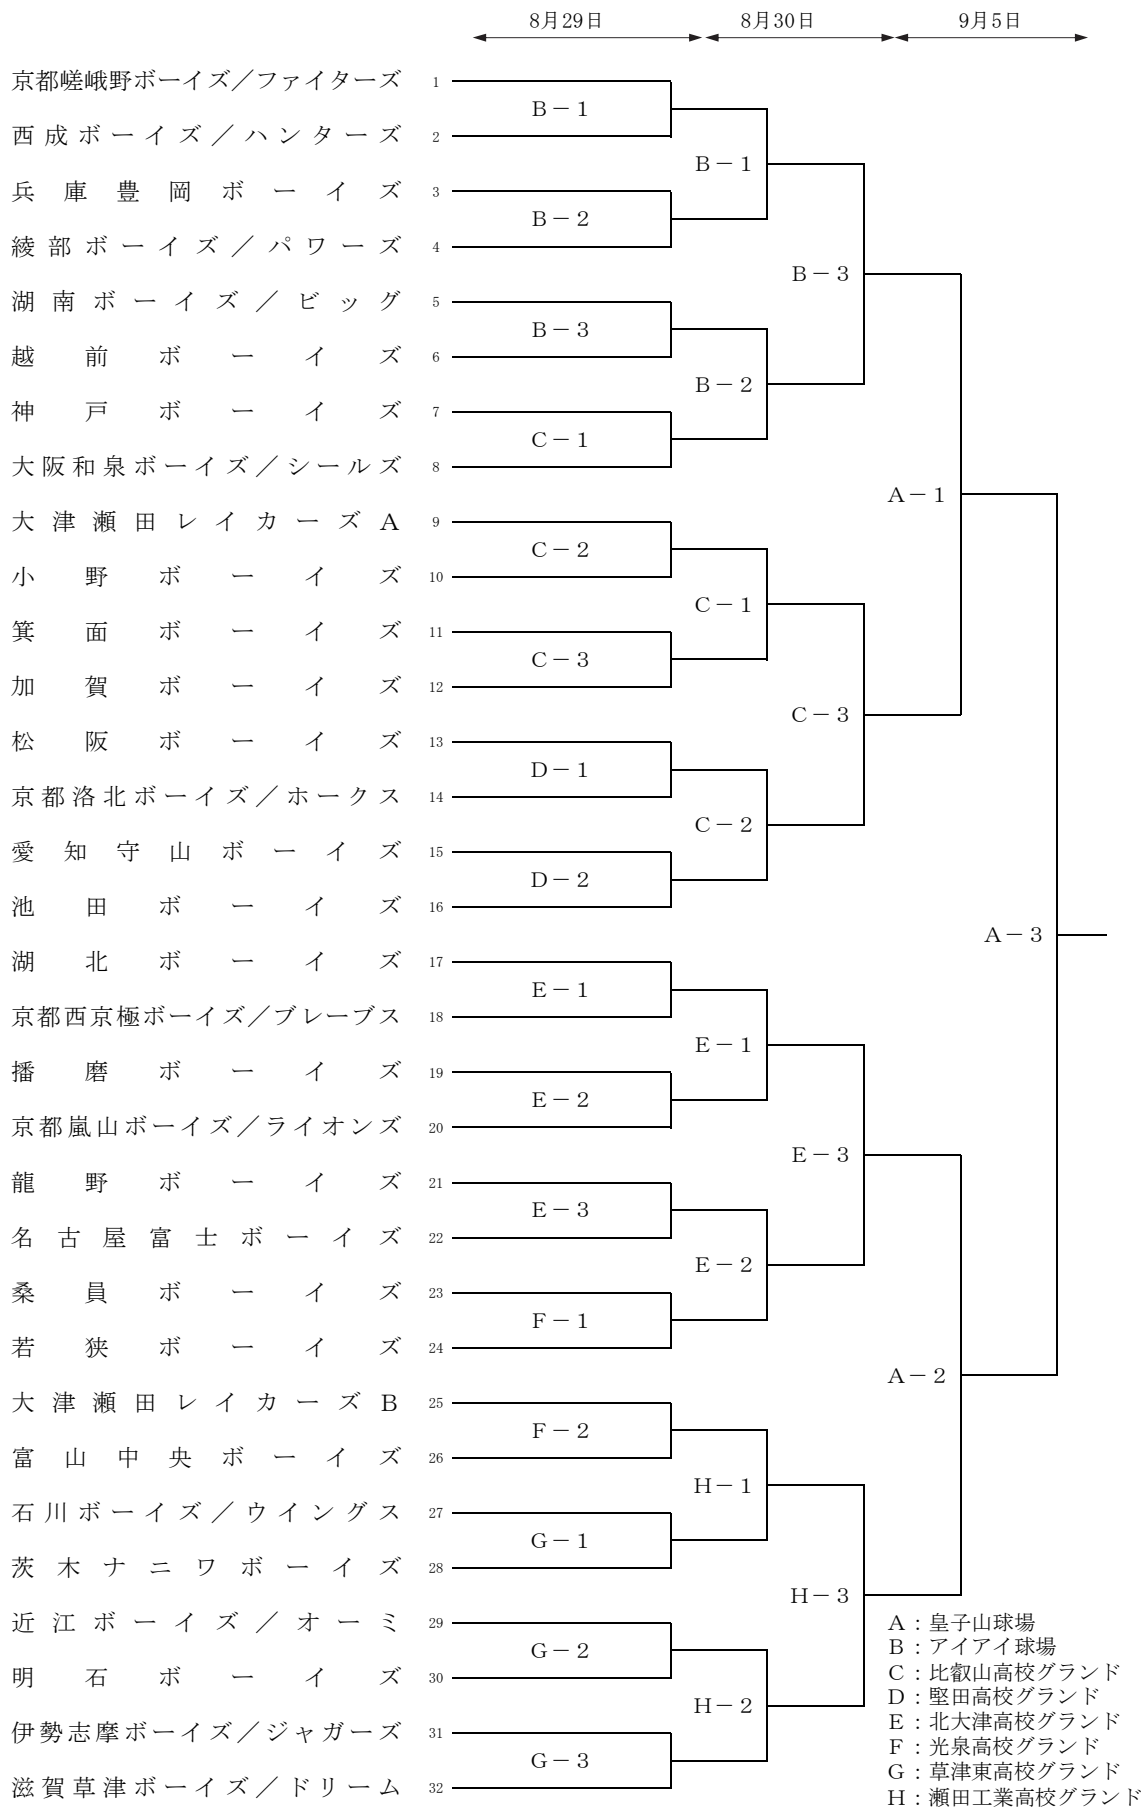 8月29日 8月30日 9月5日
京都嵯峨野ボーイズ／ファイターズ 1
B－1
西成ボーイズ／ハンターズ 2
B－1
兵庫豊岡ボーイズ 3
B－2
綾部ボーイズ／パワーズ 4
B－3
湖南ボーイズ／ビッグ 5
B－3
越前ボーイズ 6
B－2
神戸ボーイズ 7
C－1
大阪和泉ボーイズ／シールズ 8
A－1
大津瀬田レイカーズA 9
C－2
小野ボーイズ 10
C－1
箕面ボーイズ 11
C－3
加賀ボーイズ 12
C－3
松阪ボーイズ 13
D－1
京都洛北ボーイズ／ホークス 14
C－2
愛知守山ボーイズ 15
D－2
池田ボーイズ 16
A－3
湖北ボーイズ 17
E－1
京都西京極ボーイズ／ブレーブス 18
E－1
播磨ボーイズ 19
E－2
京都嵐山ボーイズ／ライオンズ 20
E－3
龍野ボーイズ 21
E－3
名古屋富士ボーイズ 22
E－2
桑員ボーイズ 23
F－1
若狭ボーイズ 24
A－2
大津瀬田レイカーズB 25
F－2
富山中央ボーイズ 26
H－1
石川ボーイズ／ウイングス 27
G－1
茨木ナニワボーイズ 28
H－3
近江ボーイズ／オーミ 29
G－2
明石ボーイズ 30
H－2
伊勢志摩ボーイズ／ジャガーズ 31
G－3
滋賀草津ボーイズ／ドリーム 32
A：皇子山球場
B：アイアイ球場
C：比叡山高校グランド
D：堅田高校グランド
E：北大津高校グランド
F：光泉高校グランド
G：草津東高校グランド
H：瀬田工業高校グランド